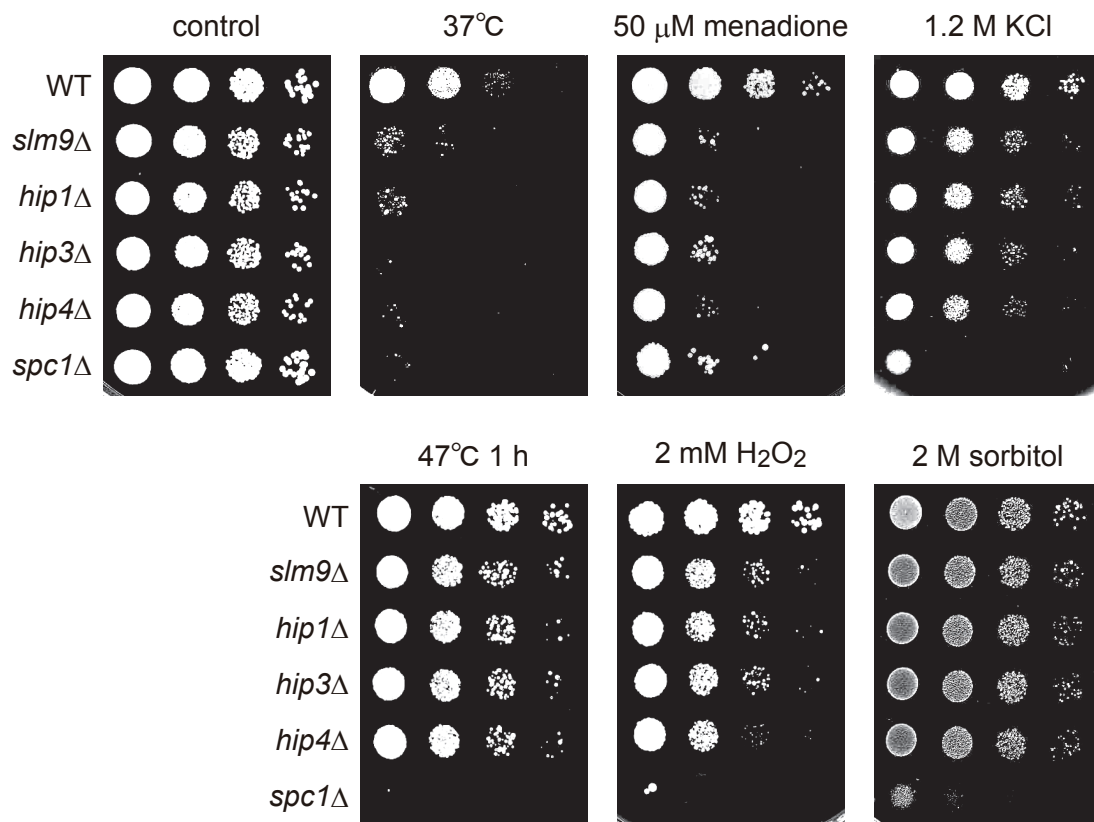 control
37°C
50 μM menadione
1.2 M KCl
WT
slm9Δ
hip1Δ
hip3Δ
hip4Δ
spc1Δ
47°C 1 h
2 mM H₂O₂
2 M sorbitol
WT
slm9Δ
hip1Δ
hip3Δ
hip4Δ
spc1Δ